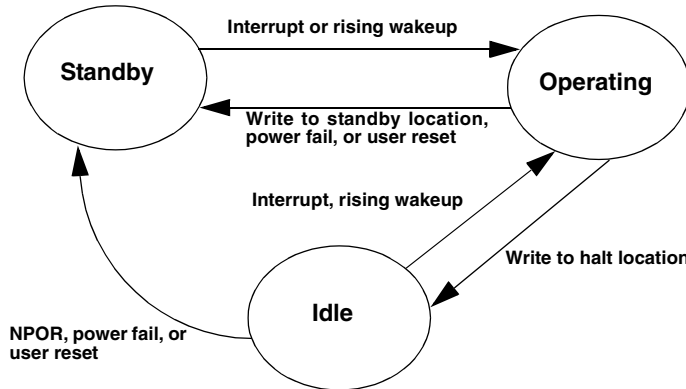 Interrupt or rising wakeup
Standby
Operating
Write to standby location,
power fail, or user reset
Interrupt, rising wakeup
Write to halt location
Idle
NPOR, power fail, or
user reset